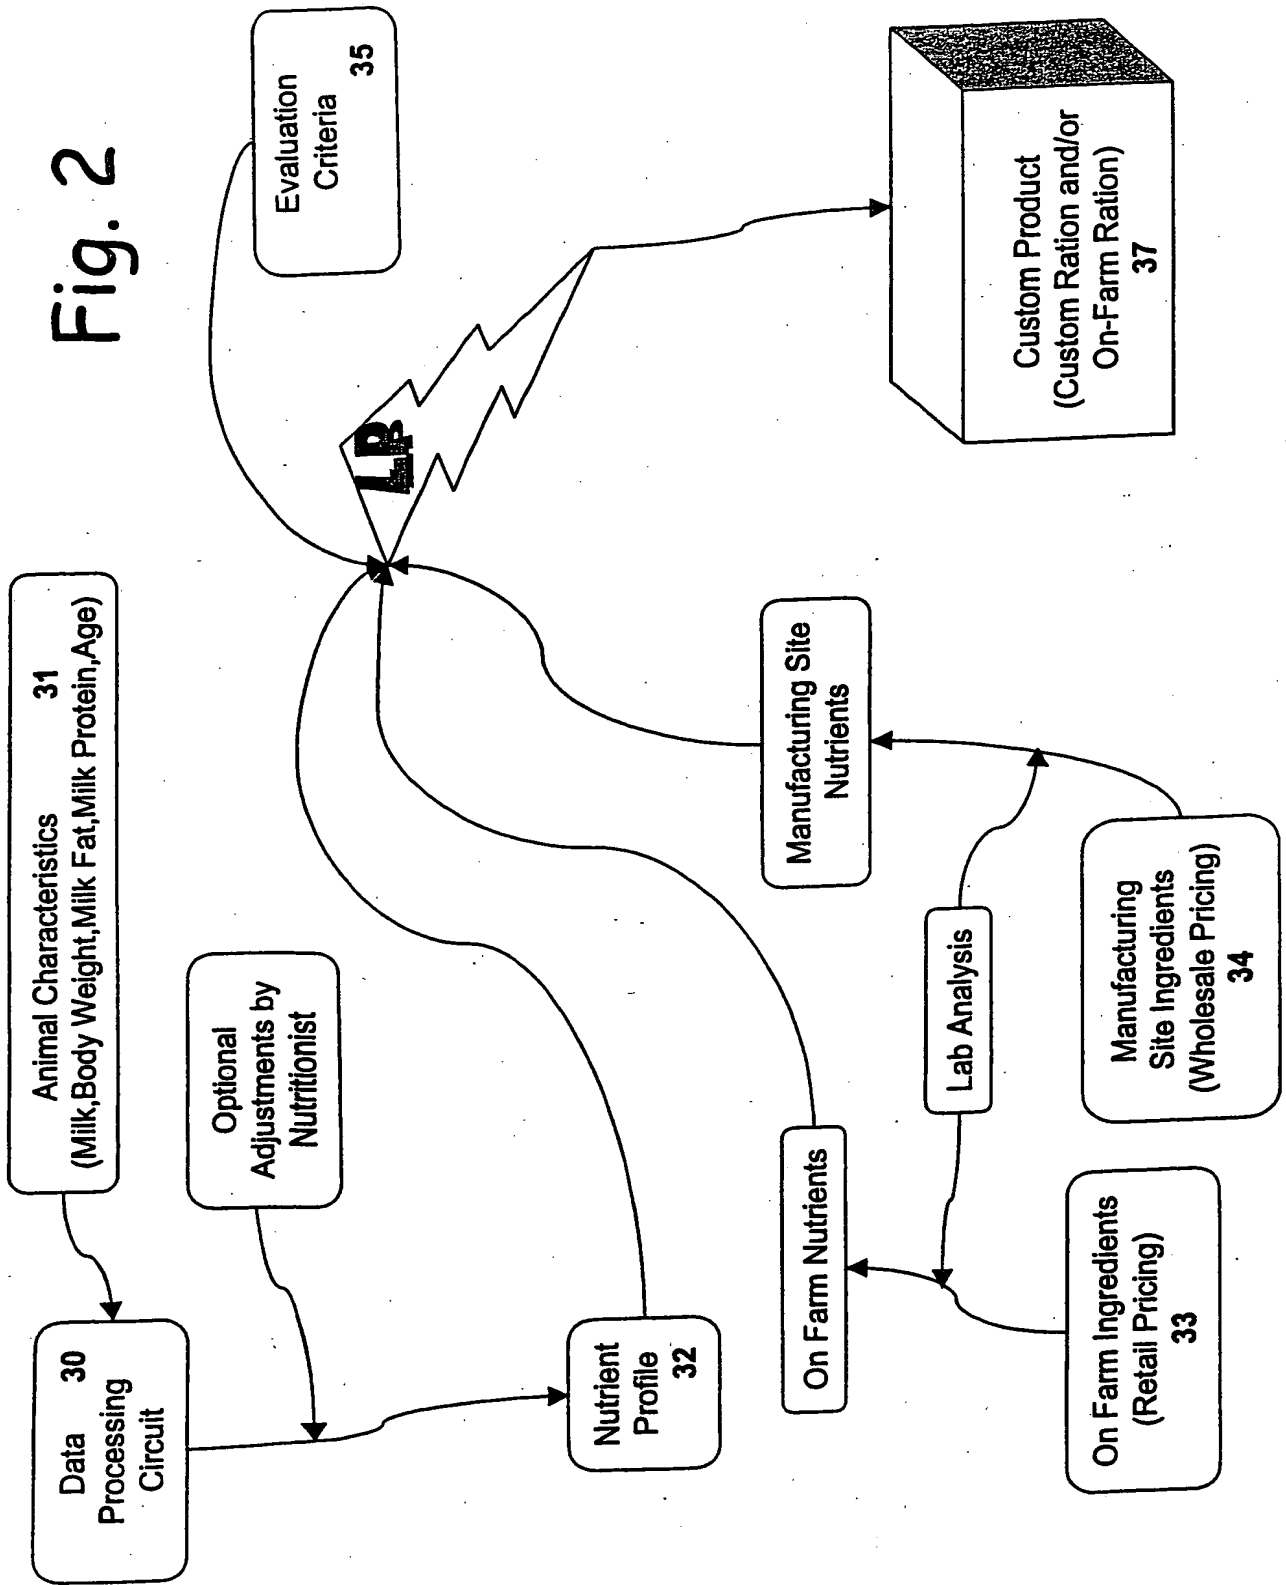 Fig. 2
Animal Characteristics 31
(Milk,Body Weight,Milk Fat,Milk Protein,Age)
Data 30
Processing
Circuit
Optional
Adjustments by
Nutritionist
Nutrient
Profile
32
Evaluation
Criteria
35
LP
On Farm Nutrients
Manufacturing Site
Nutrients
Lab Analysis
On Farm Ingredients
(Retail Pricing)
33
Manufacturing
Site Ingredients
(Wholesale Pricing)
34
Custom Product
(Custom Ration and/or
On-Farm Ration)
37